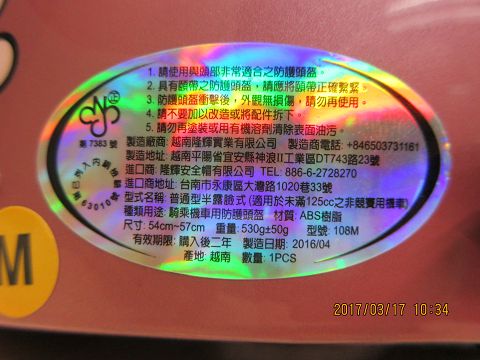 1. 請使用與頭部非常適合之防護頭盔。
2. 具有頤帶之防護頭盔,請應將頤帶正確繫緊。
3. 防護頭盔衝擊後,外觀無損傷,請勿再使用。
4. 請不要加以改造或將配件拆下。
5. 請勿再塗裝或用有機溶劑清除表面油污。
製造廠商: 越南隆輝實業有限公司 製造商電話: +846503731161
製造地址: 越南平陽省宜安縣神浪II工業區DT743路23號
進口商: 隆輝安全帽有限公司 TEL: 886-6-2728270
進口商地址: 台南市永康區大灣路1020巷33號
型式名稱: 普通型半露臉式 (適用於未滿125cc之非競賽用機車)
種類用途: 騎乘機車用防護頭盔 材質: ABS樹脂
尺寸: 54cm~57cm 重量: 530g±50g 型號: 108M
有效期限: 購入後二年 製造日期: 2016/04
產地: 越南 數量: 1PCS
第 7383 號
63010號
M
2017/03/17 10:34